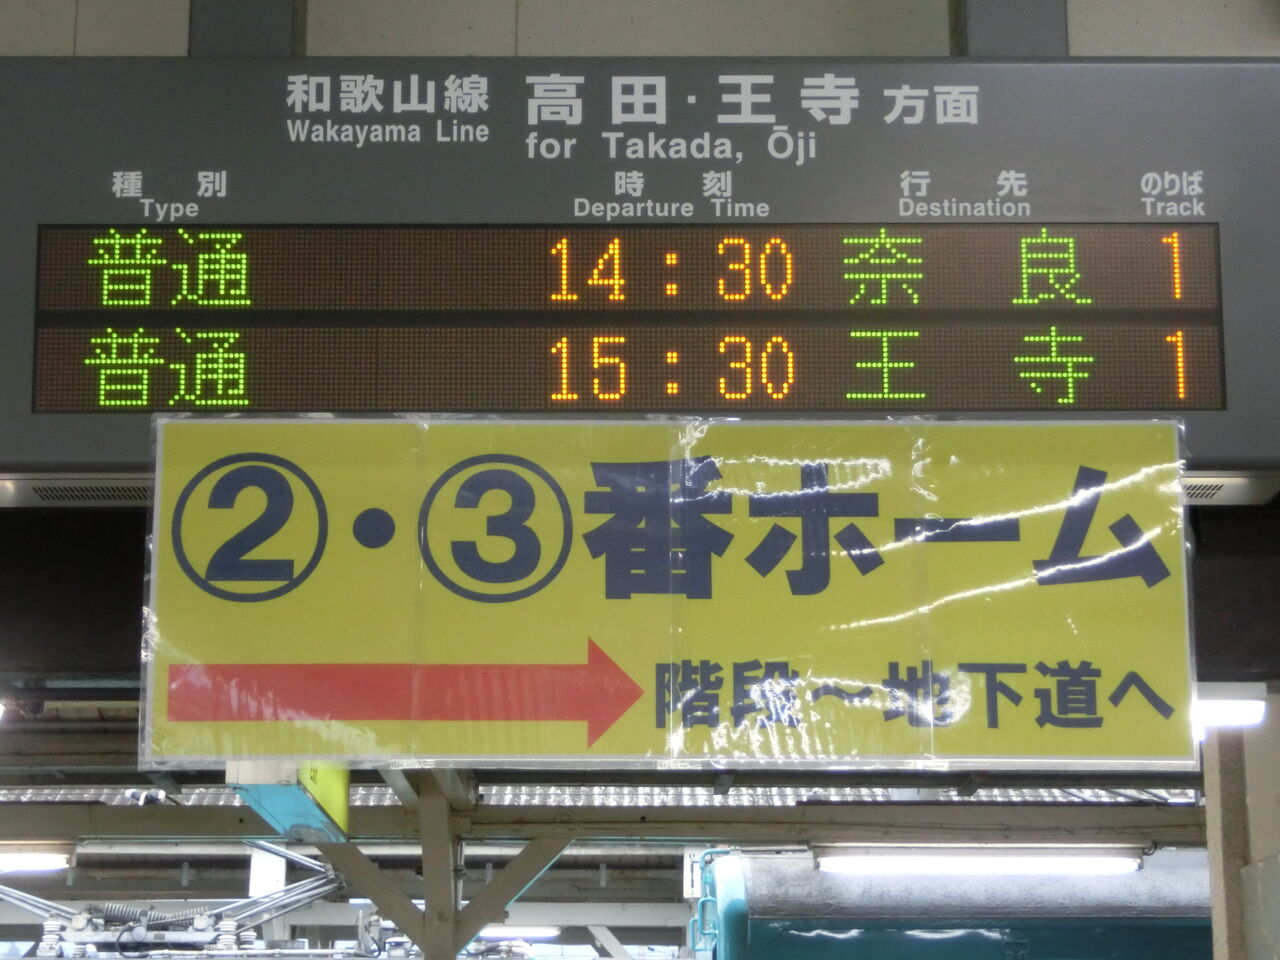 和歌山線 高田・王寺 方面
Wakayama Line for Takada, Ōji
種別 時刻 行先 のりば
Type Departure Time Destination Track
普通 14:30 奈良 1
普通 15:30 王寺 1
②・③番ホーム
階段～地下道へ